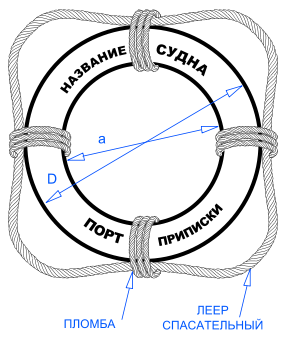 НАЗВАНИЕ СУДНА
a
D
ПОРТ ПРИПИСКИ
ПЛОМБА
ЛЕЕР
СПАСАТЕЛЬНЫЙ